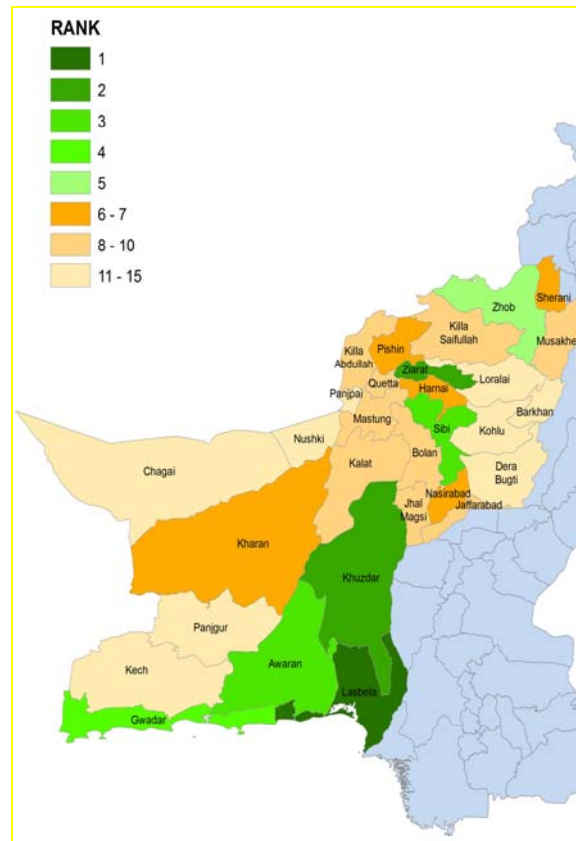 RANK
1
2
3
4
5
6 - 7
8 - 10
11 - 15
Sherani
Zhob
Killa
Saifullah
Musakhe
Killa
Abdullah
Pishin
Ziarat
Quetta
Harnai
Loralai
Panjpai
Barkhan
Mastung
Sibi
Kohlu
Nushki
Chagai
Kalat
Bolan
Dera
Bugti
Nasirabad
Jhal
Magsi
Jaffarabad
Kharan
Khuzdar
Panjgur
Awaran
Kech
Lasbela
Gwadar